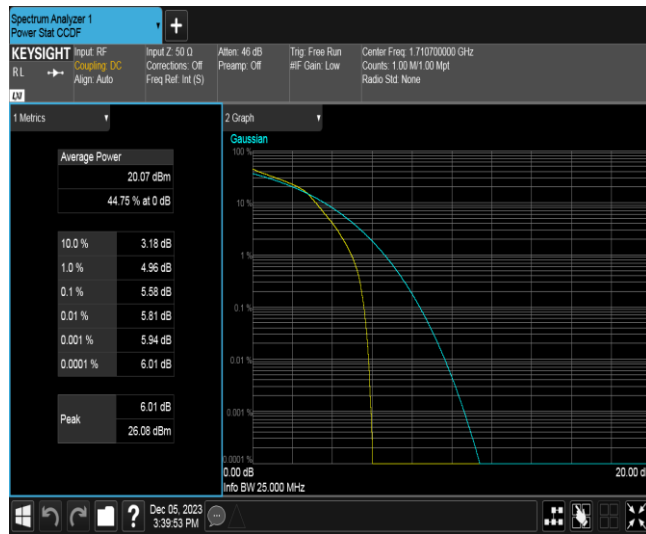 Spectrum Analyzer 1
Power Stat CCDF
+
KEYSIGHT Input: RF Input Z: 50 Ω Atten: 46 dB Trig: Free Run Center Freq: 1.710700000 GHz
RL Coupling: DC Corrections: Off Preamp: Off #IF Gain: Low Counts: 1.00 M/1.00 Mpt
Align: Auto Freq Ref: Int (S) Radio Std: None
LXI
1 Metrics
Average Power
20.07 dBm
44.75 % at 0 dB
10.0 % 3.18 dB
1.0 % 4.96 dB
0.1 % 5.58 dB
0.01 % 5.81 dB
0.001 % 5.94 dB
0.0001 % 6.01 dB
Peak 6.01 dB
26.08 dBm
2 Graph
Gaussian
100 %
10 %
1 %
0.1 %
0.01 %
0.001 %
0.0001 %
0.00 dB 20.00 d
Info BW 25.000 MHz
? Dec 05, 2023
3:39:53 PM